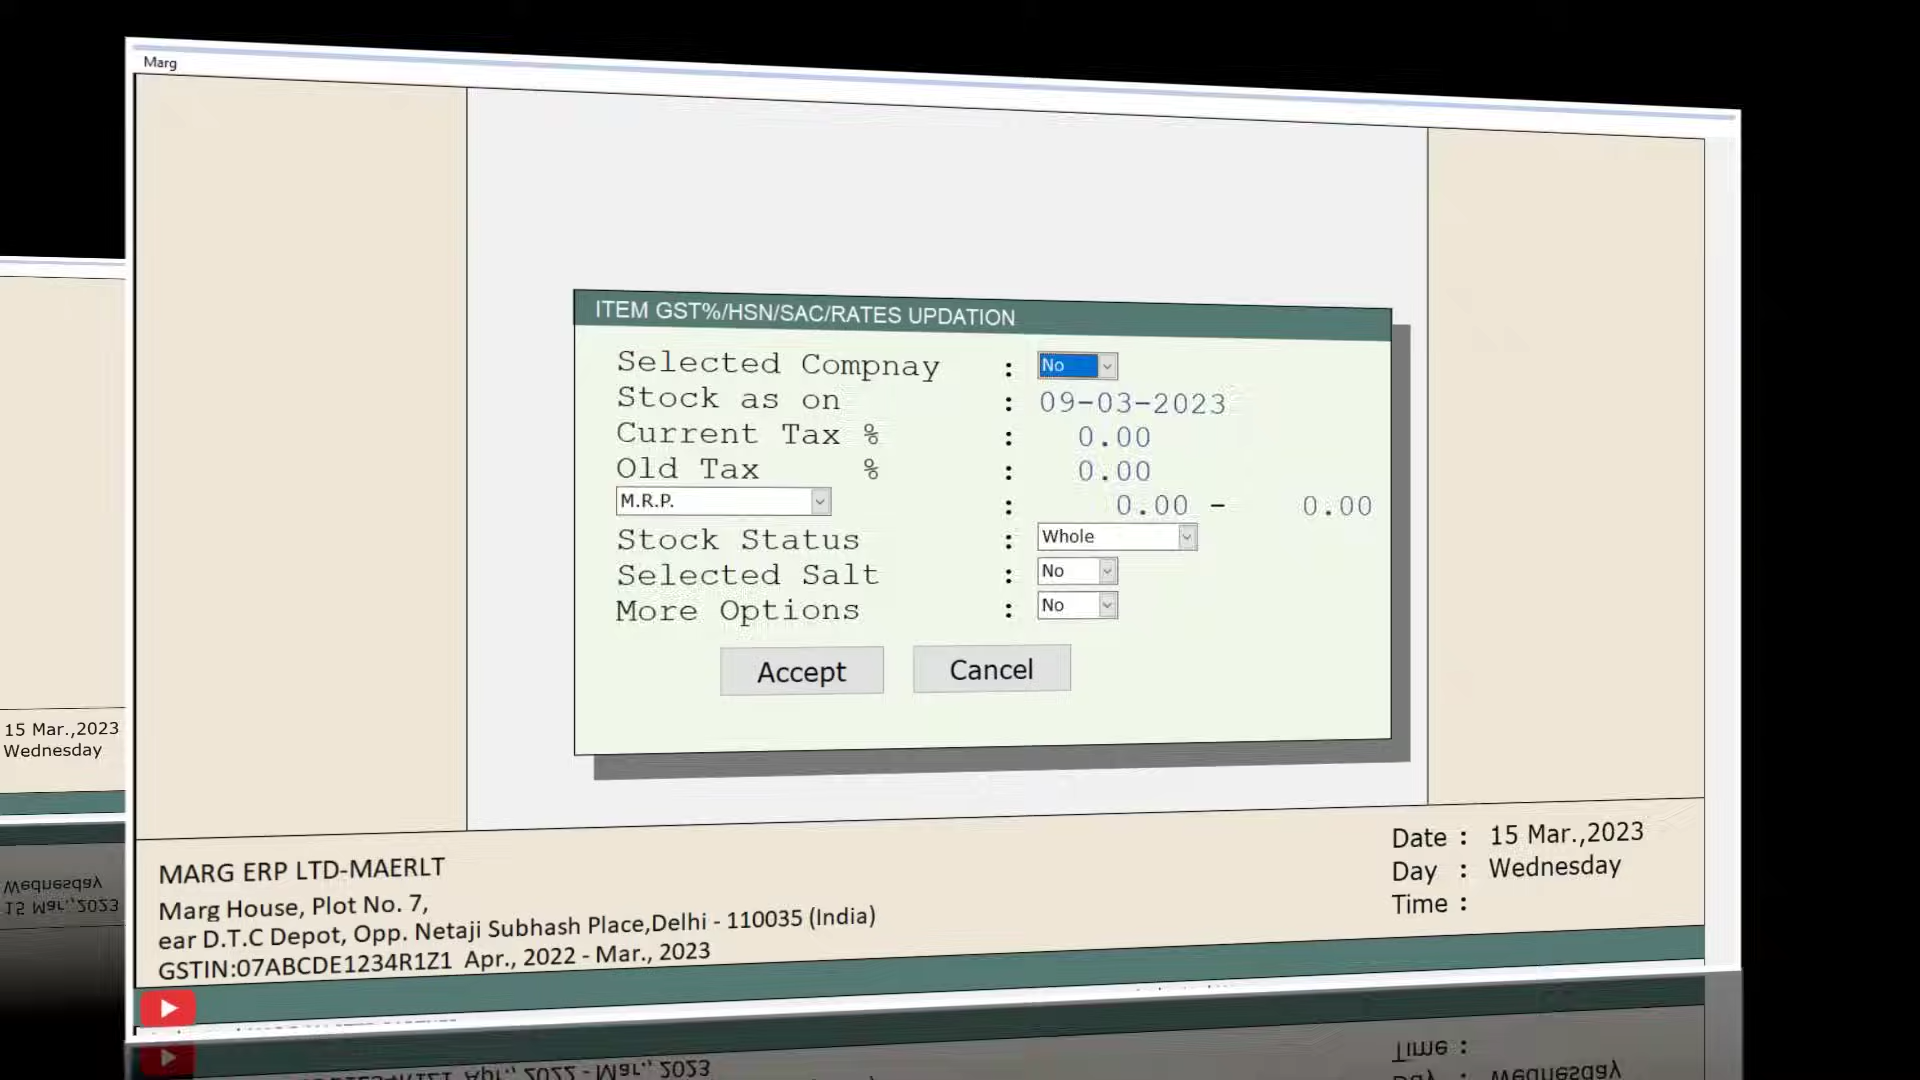 Marg
ITEM GST%/HSN/SAC/RATES UPDATION
Selected Compnay : No
Stock as on : 09-03-2023
Current Tax % : 0.00
Old Tax % : 0.00
M.R.P. : 0.00 - 0.00
Stock Status : Whole
Selected Salt : No
More Options : No
Accept Cancel
15 Mar.,2023
Wednesday
MARG ERP LTD-MAERLT
Marg House, Plot No. 7,
ear D.T.C Depot, Opp. Netaji Subhash Place,Delhi - 110035 (India)
GSTIN:07ABCDE1234R1Z1 Apr., 2022 - Mar., 2023
Date : 15 Mar.,2023
Day : Wednesday
Time :